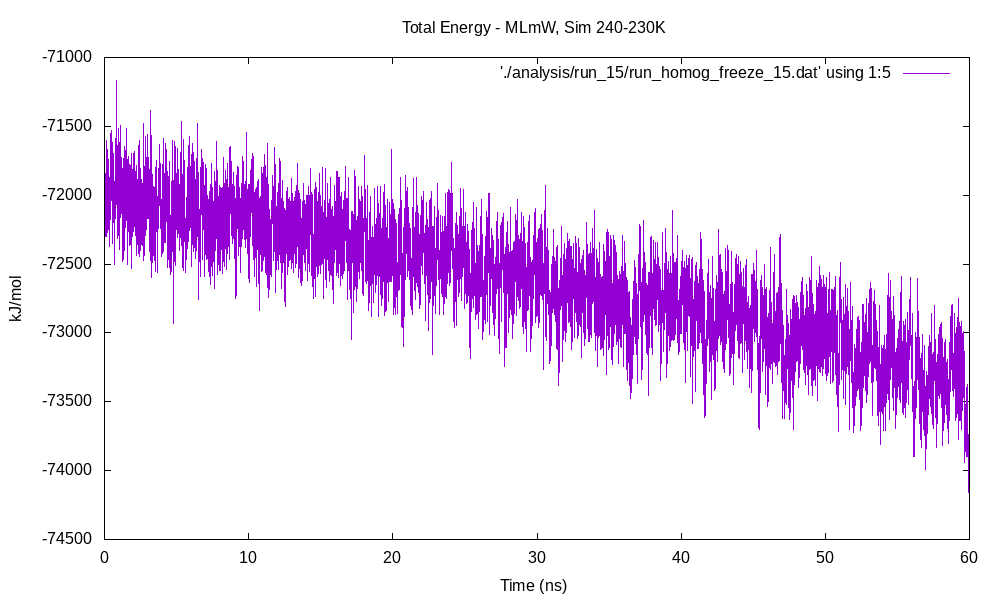 Total Energy - MLmW, Sim 240-230K
'./analysis/run_15/run_homog_freeze_15.dat' using 1:5
-71000
-71500
-72000
-72500
-73000
-73500
-74000
-74500
kJ/mol
0 10 20 30 40 50 60
Time (ns)